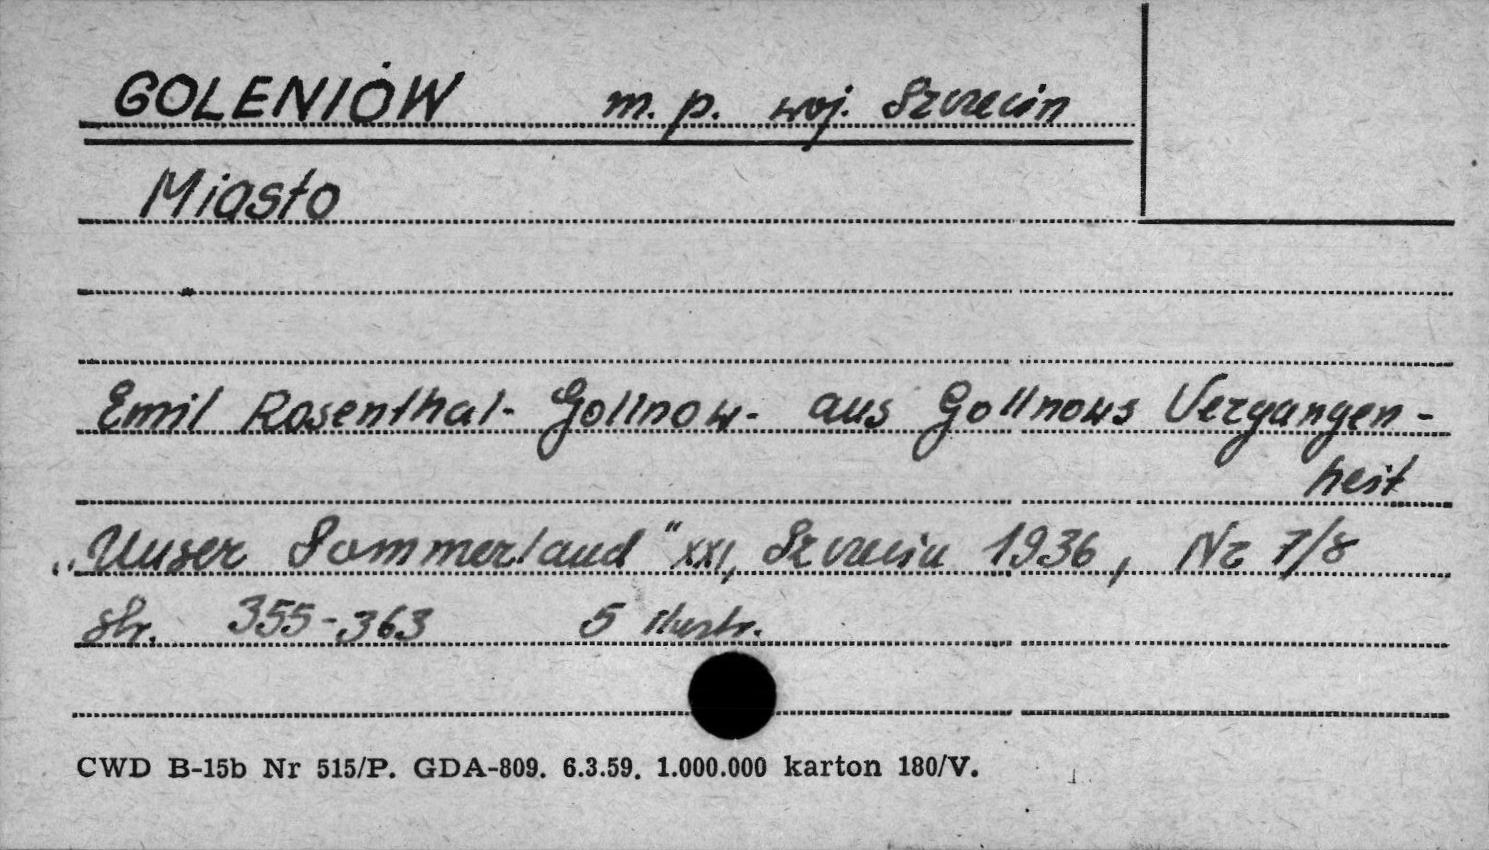 GOLENIÓW m. p. woj. Szczecin
Miasto
Emil Rosenthal- Gollnow- aus Gollnows Vergangen-
heit
„Unser Pommerland" XXI, Szczecin 1936, Nr 7/8
Str. 355-363 5 ilustr.
CWD B-15b Nr 515/P. GDA-809. 6.3.59. 1.000.000 karton 180/V.